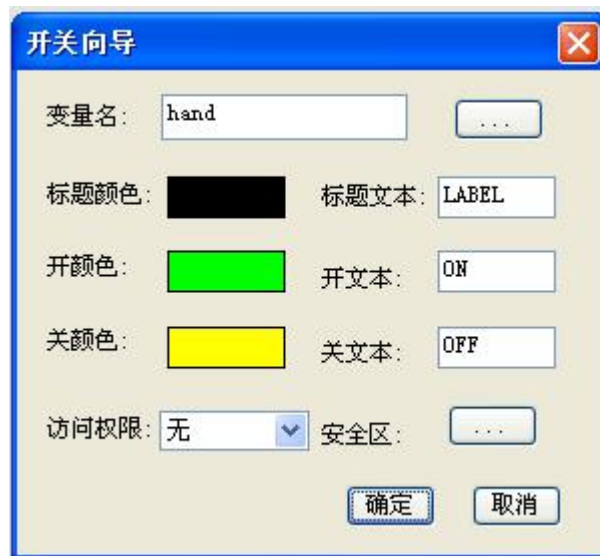 开关向导
变量名: hand ...
标题颜色: 标题文本: LABEL
开颜色: 开文本: ON
关颜色: 关文本: OFF
访问权限: 无 安全区: ...
确定 取消